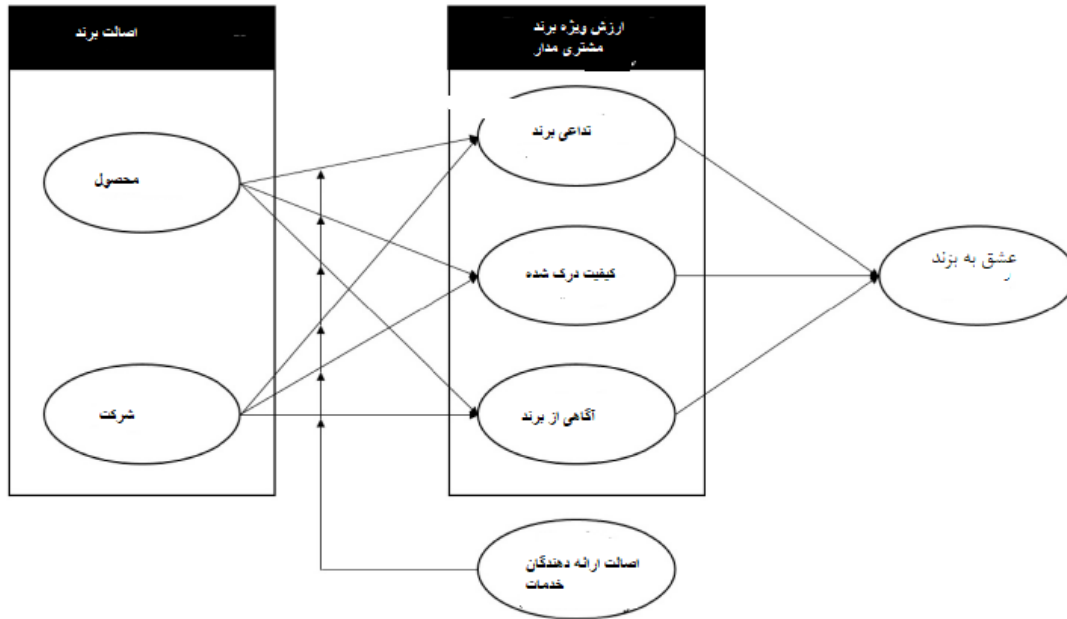 اصالت برند
ارزش ویژه برند
مشتری مدار
تداعی برند
محصول
کیفیت درک شده
عشق به برند
شرکت
آگاهی از برند
اصالت ارائه دهندگان
خدمات